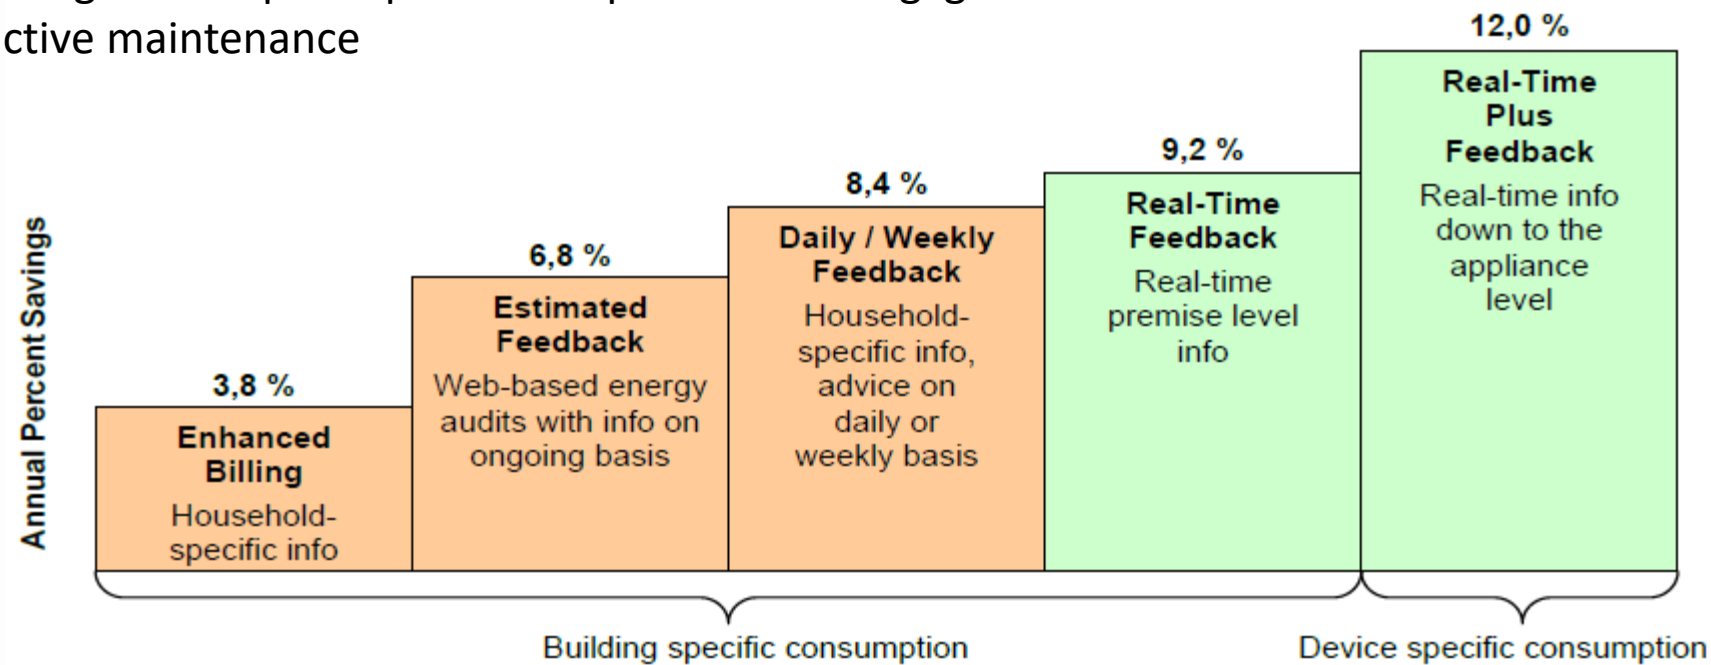 ctive maintenance
12,0 %
Real-Time
Plus
Feedback
Real-time info
down to the
appliance
level
9,2 %
Real-Time
Feedback
Real-time
premise level
info
8,4 %
Daily / Weekly
Feedback
Household-
specific info,
advice on
daily or
weekly basis
6,8 %
Estimated
Feedback
Web-based energy
audits with info on
ongoing basis
3,8 %
Enhanced
Billing
Household-
specific info
Annual Percent Savings
Building specific consumption
Device specific consumption